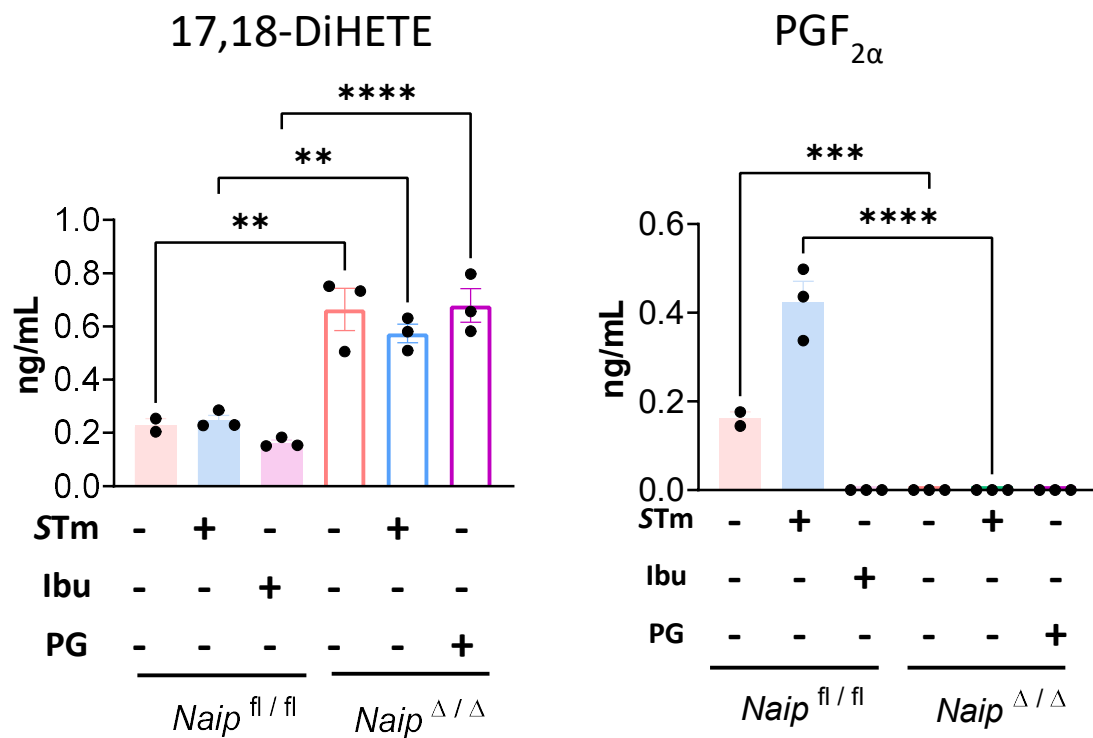 17,18-DiHETE
****
**
**
ng/mL
1.0
0.8
0.6
0.4
0.2
0.0
STm - + - - + -
Ibu - - + - - -
PG - - - - - +
Naip fl / fl Naip Δ / Δ
PGF2α
***
****
ng/mL
0.6
0.4
0.2
0.0
STm - + - - + -
Ibu - - + - - -
PG - - - - - +
Naip fl / fl Naip Δ / Δ